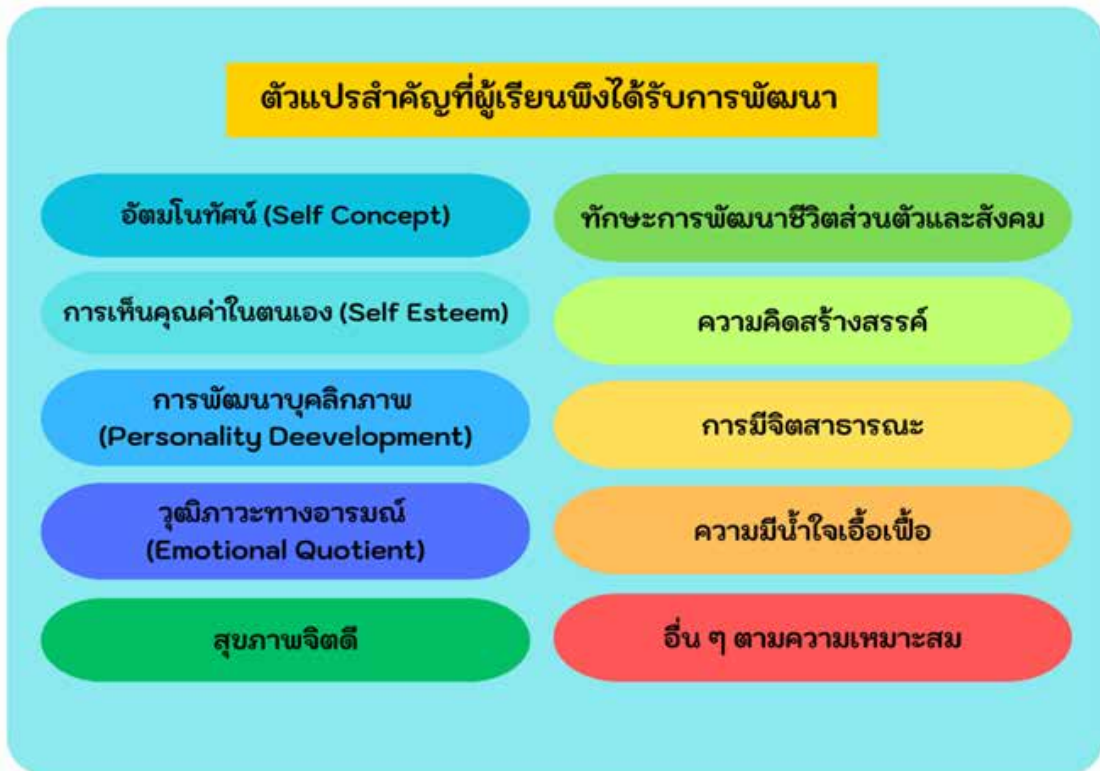 ตัวแปรสำคัญที่ผู้เรียนพึงได้รับการพัฒนา
อัตมโนทัศน์ (Self Concept)
การเห็นคุณค่าในตนเอง (Self Esteem)
การพัฒนาบุคลิกภาพ
(Personality Deevelopment)
วุฒิภาวะทางอารมณ์
(Emotional Quotient)
สุขภาพจิตดี
ทักษะการพัฒนาชีวิตส่วนตัวและสังคม
ความคิดสร้างสรรค์
การมีจิตสาธารณะ
ความมีน้ำใจเอื้อเฟื้อ
อื่น ๆ ตามความเหมาะสม